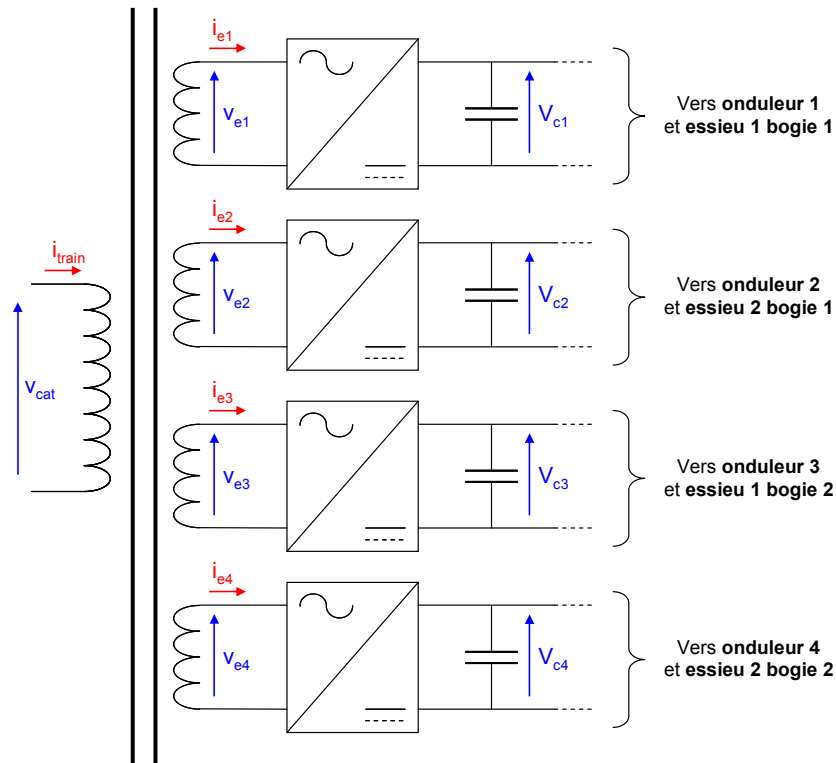 i_e1
v_e1
V_c1
Vers onduleur 1
et essieu 1 bogie 1
i_e2
v_e2
V_c2
Vers onduleur 2
et essieu 2 bogie 1
i_train
v_cat
i_e3
v_e3
V_c3
Vers onduleur 3
et essieu 1 bogie 2
i_e4
v_e4
V_c4
Vers onduleur 4
et essieu 2 bogie 2